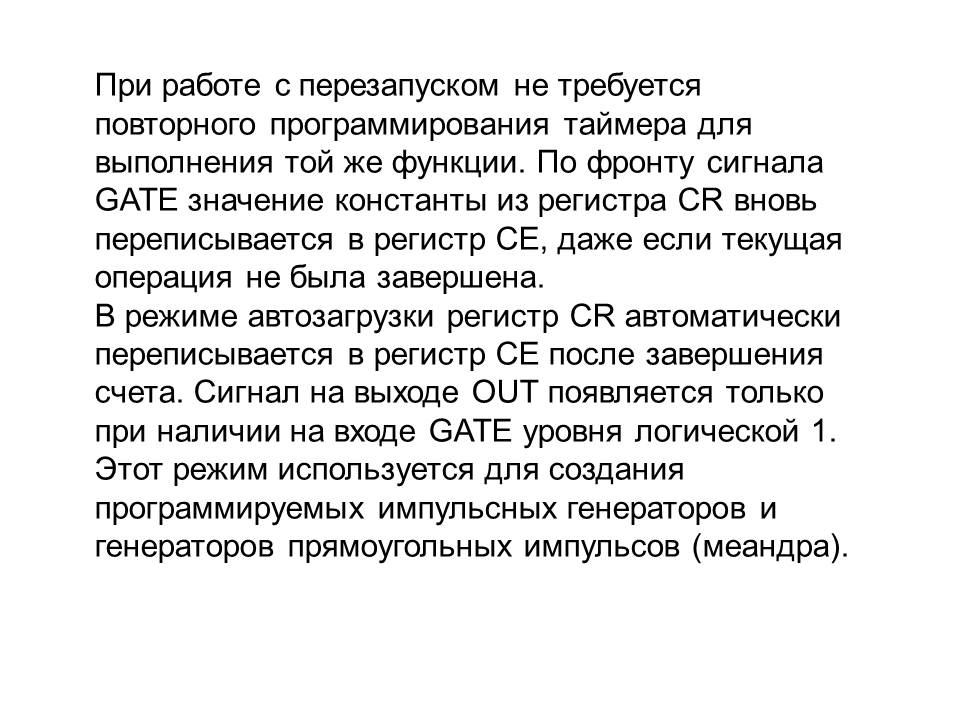 При работе с перезапуском не требуется
повторного программирования таймера для
выполнения той же функции. По фронту сигнала
GATE значение константы из регистра CR вновь
переписывается в регистр CE, даже если текущая
операция не была завершена.
В режиме автозагрузки регистр CR автоматически
переписывается в регистр CE после завершения
счета. Сигнал на выходе OUT появляется только
при наличии на входе GATE уровня логической 1.
Этот режим используется для создания
программируемых импульсных генераторов и
генераторов прямоугольных импульсов (меандра).